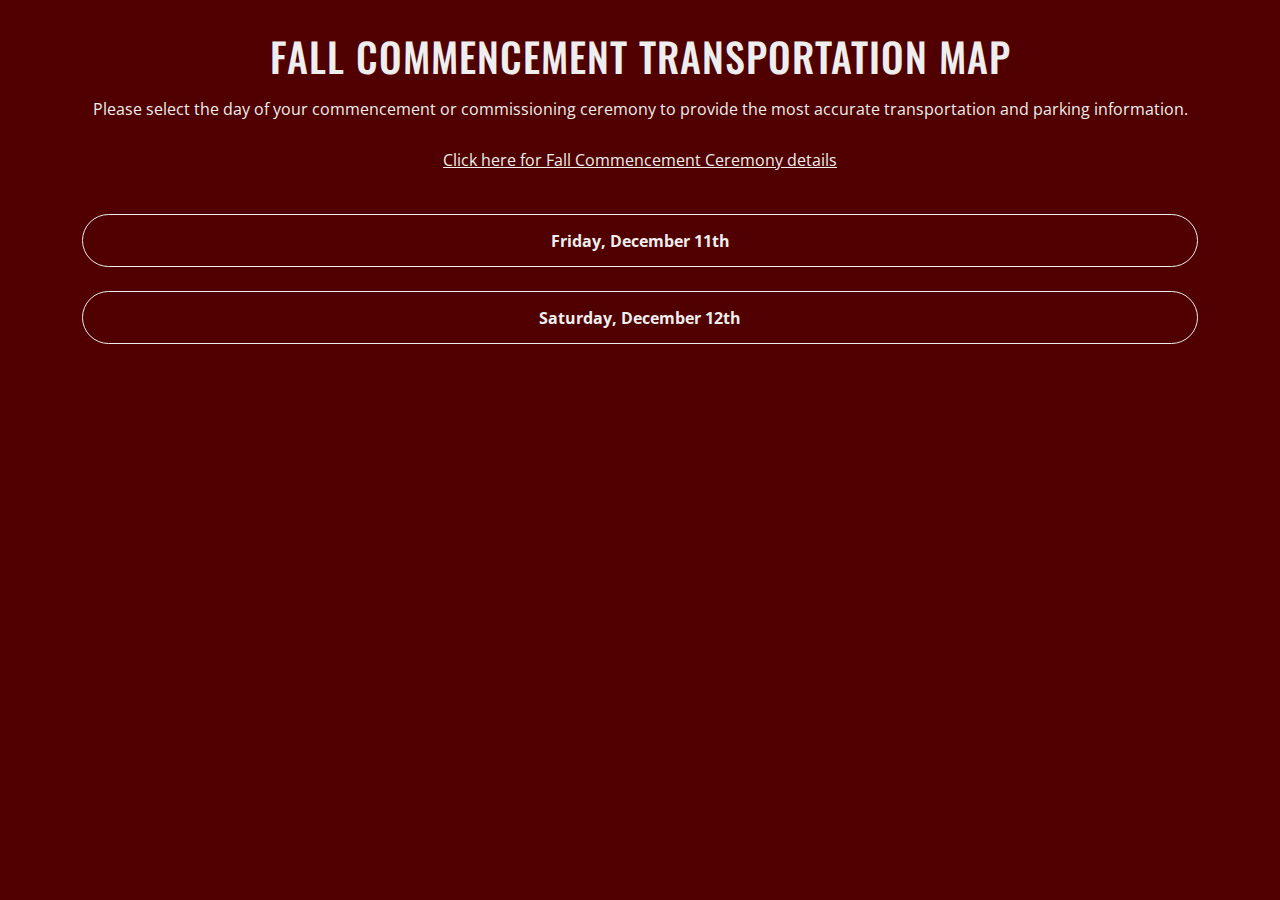 FALL COMMENCEMENT TRANSPORTATION MAP
Please select the day of your commencement or commissioning ceremony to provide the most accurate transportation and parking information.
Click here for Fall Commencement Ceremony details
Friday, December 11th
Saturday, December 12th